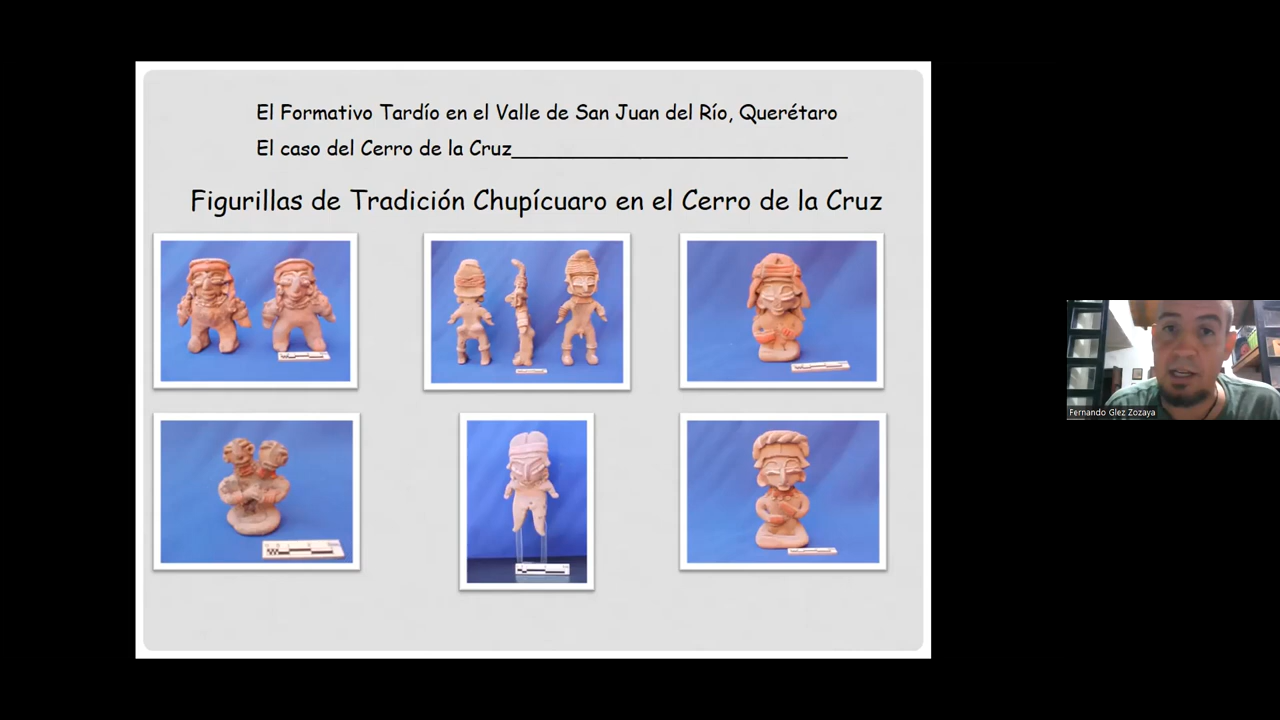 El Formativo Tardío en el Valle de San Juan del Río, Querétaro
El caso del Cerro de la Cruz____________________________
Figurillas de Tradición Chupícuaro en el Cerro de la Cruz
Fernando Glez Zozaya